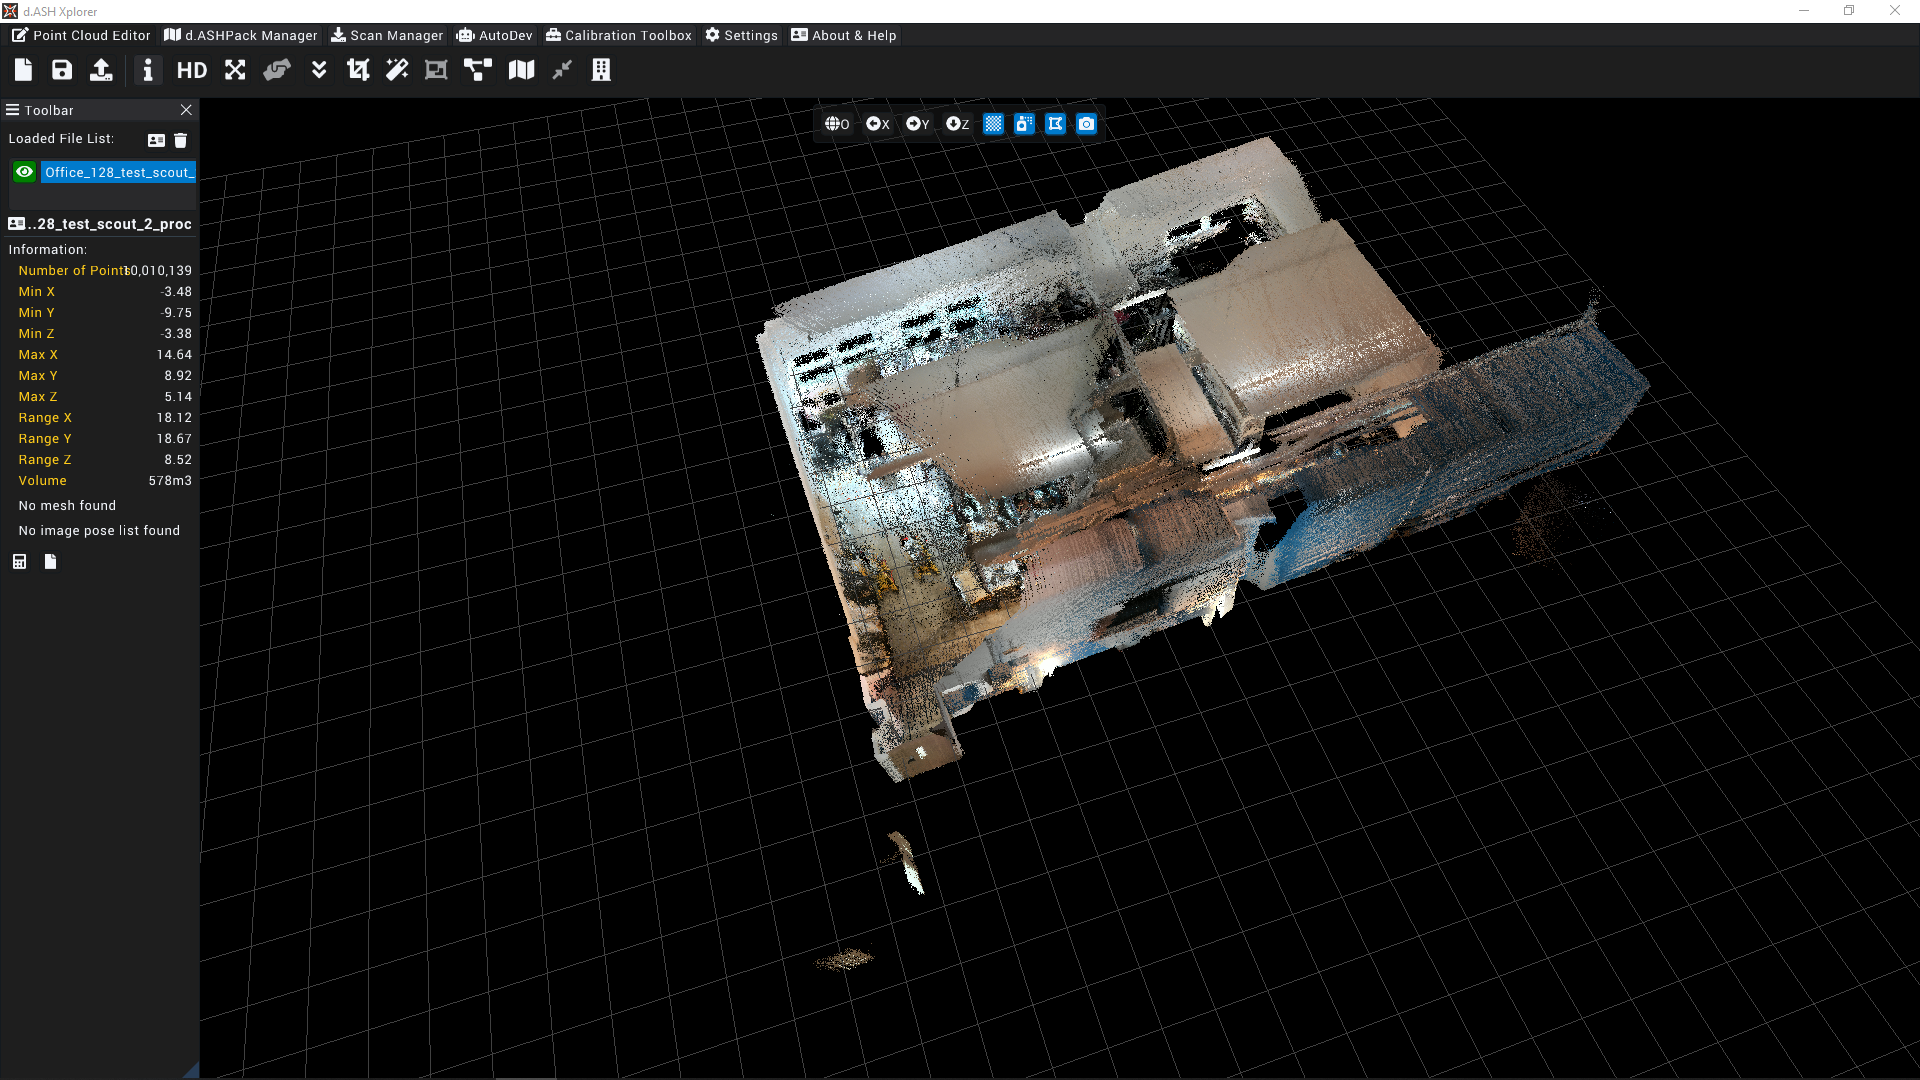 d.ASH Xplorer
Point Cloud Editor d.ASHPack Manager Scan Manager AutoDev Calibration Toolbox Settings About & Help
HD
Toolbar
O X Y Z
Loaded File List:
Office_128_test_scout_
..28_test_scout_2_proc
Information:
Number of Points 10,010,139
Min X -3.48
Min Y -9.75
Min Z -3.38
Max X 14.64
Max Y 8.92
Max Z 5.14
Range X 18.12
Range Y 18.67
Range Z 8.52
Volume 578m3
No mesh found
No image pose list found